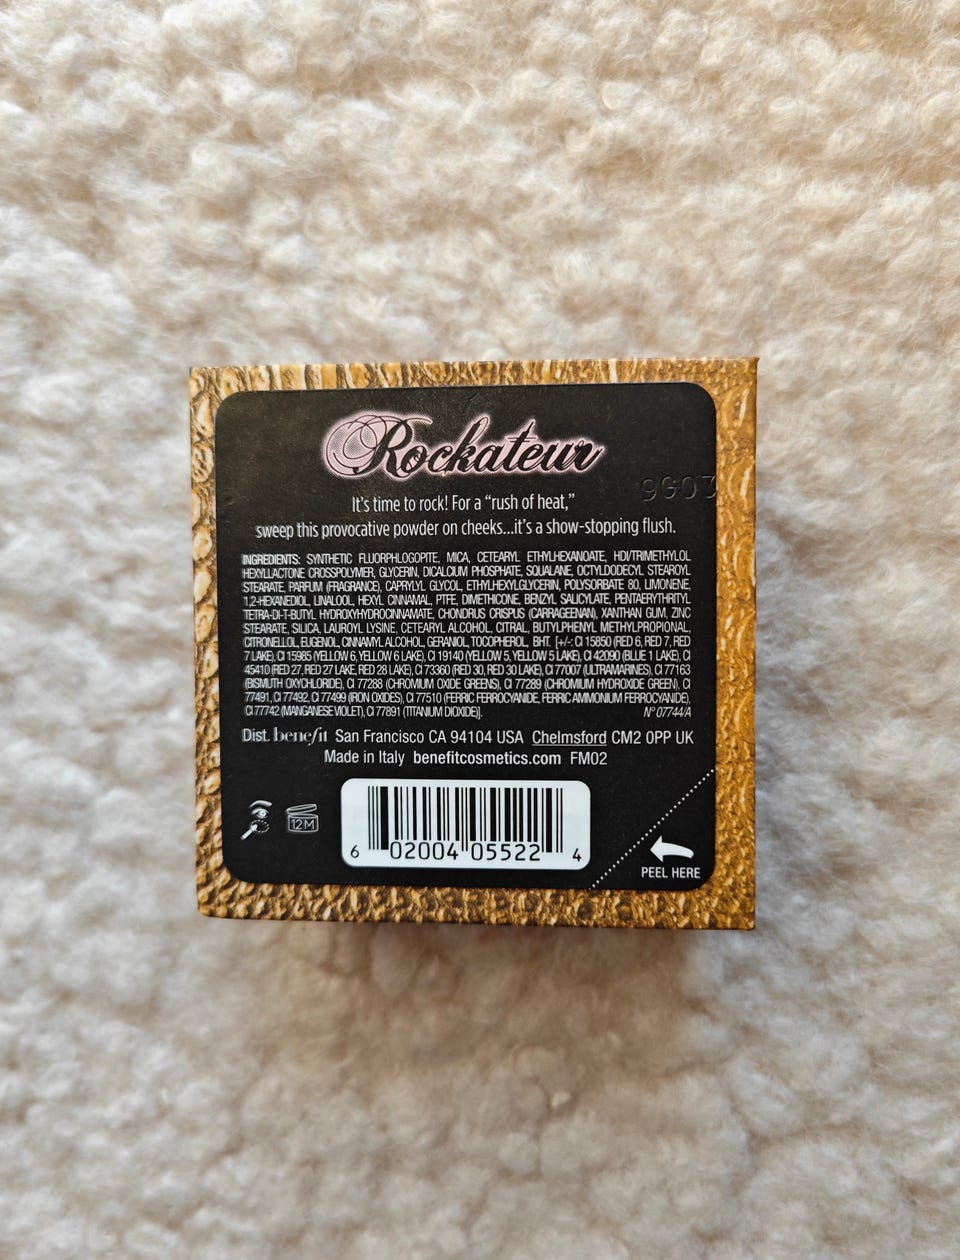 Rockateur
9G03
It's time to rock! For a “rush of heat,”
sweep this provocative powder on cheeks...it's a show-stopping flush.
INGREDIENTS: SYNTHETIC FLUORPHLOGOPITE, MICA, CETEARYL ETHYLHEXANOATE, HDI/TRIMETHYLOL
HEXYLLACTONE CROSSPOLYMER, GLYCERIN, DICALCIUM PHOSPHATE, SQUALANE, OCTYLDODECYL STEAROYL
STEARATE, PARFUM (FRAGRANCE), CAPRYLYL GLYCOL, ETHYLHEXYLGLYCERIN, POLYSORBATE 80, LIMONENE,
1,2-HEXANEDIOL, LINALOOL, HEXYL CINNAMAL, PTFE, DIMETHICONE, BENZYL SALICYLATE, PENTAERYTHRITYL
TETRA-DI-T-BUTYL HYDROXYHYDROCINNAMATE, CHONDRUS CRISPUS (CARRAGEENAN), XANTHAN GUM, ZINC
STEARATE, SILICA, LAUROYL LYSINE, CETEARYL ALCOHOL, CITRAL, BUTYLPHENYL METHYLPROPIONAL,
CITRONELLOL, EUGENOL, CINNAMYL ALCOHOL, GERANIOL, TOCOPHEROL, BHT. [+/-: CI 15850 (RED 6, RED 7, RED
7 LAKE), CI 15985 (YELLOW 6, YELLOW 6 LAKE), CI 19140 (YELLOW 5, YELLOW 5 LAKE), CI 42090 (BLUE 1 LAKE), CI
45410 (RED 27, RED 27 LAKE, RED 28 LAKE), CI 73360 (RED 30, RED 30 LAKE), CI 77007 (ULTRAMARINES), CI 77163
(BISMUTH OXYCHLORIDE), CI 77288 (CHROMIUM OXIDE GREENS), CI 77289 (CHROMIUM HYDROXIDE GREEN), CI
77491, CI 77492, CI 77499 (IRON OXIDES), CI 77510 (FERRIC FERROCYANIDE, FERRIC AMMONIUM FERROCYANIDE),
CI 77742 (MANGANESE VIOLET), CI 77891 (TITANIUM DIOXIDE)]. N° 07744/A
Dist. benefit San Francisco CA 94104 USA Chelmsford CM2 0PP UK
Made in Italy benefitcosmetics.com FM02
12M
6 02004 05522 4
PEEL HERE